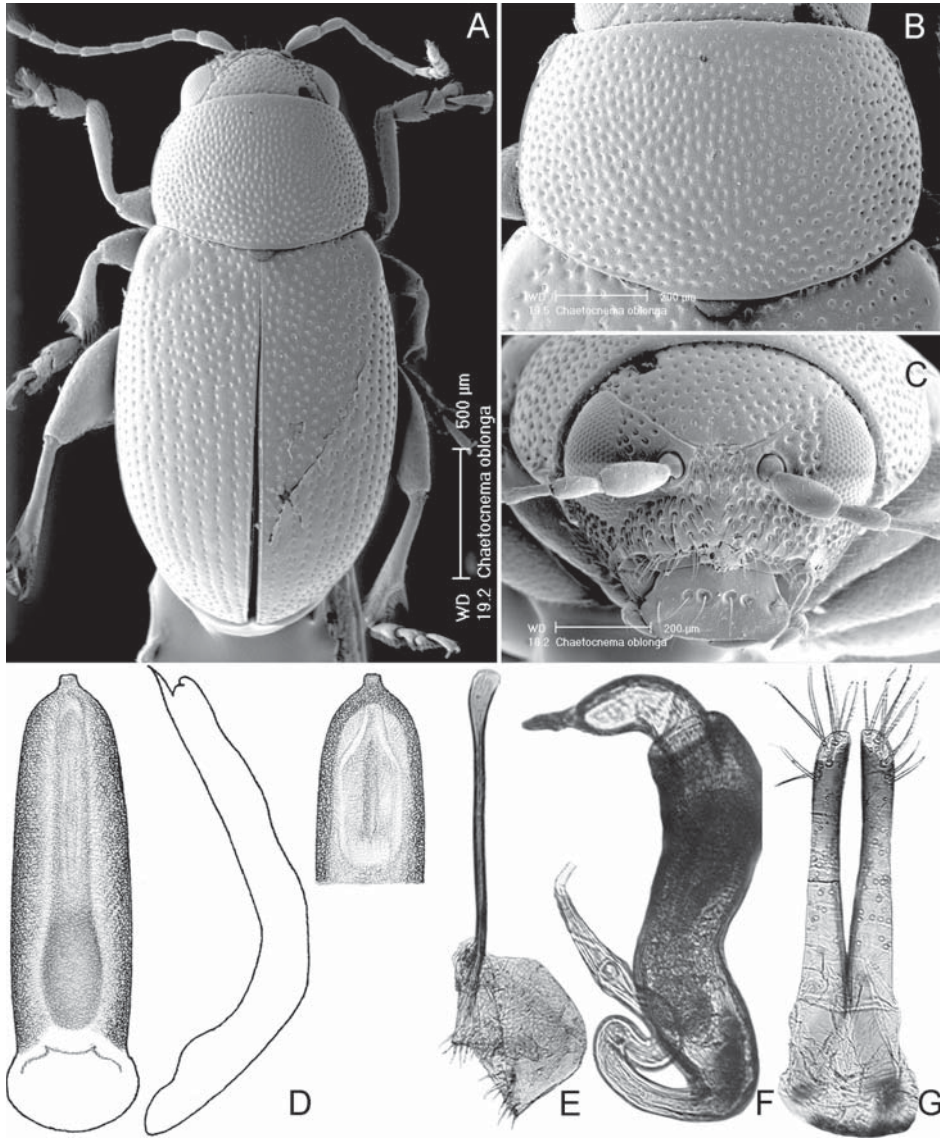 A
500 µm
WD
19.2 Chaetocnema oblonga
B
WD 200 µm
19.5 Chaetocnema oblonga
C
WD 200 µm
19.2 Chaetocnema oblonga
D
E
F
G